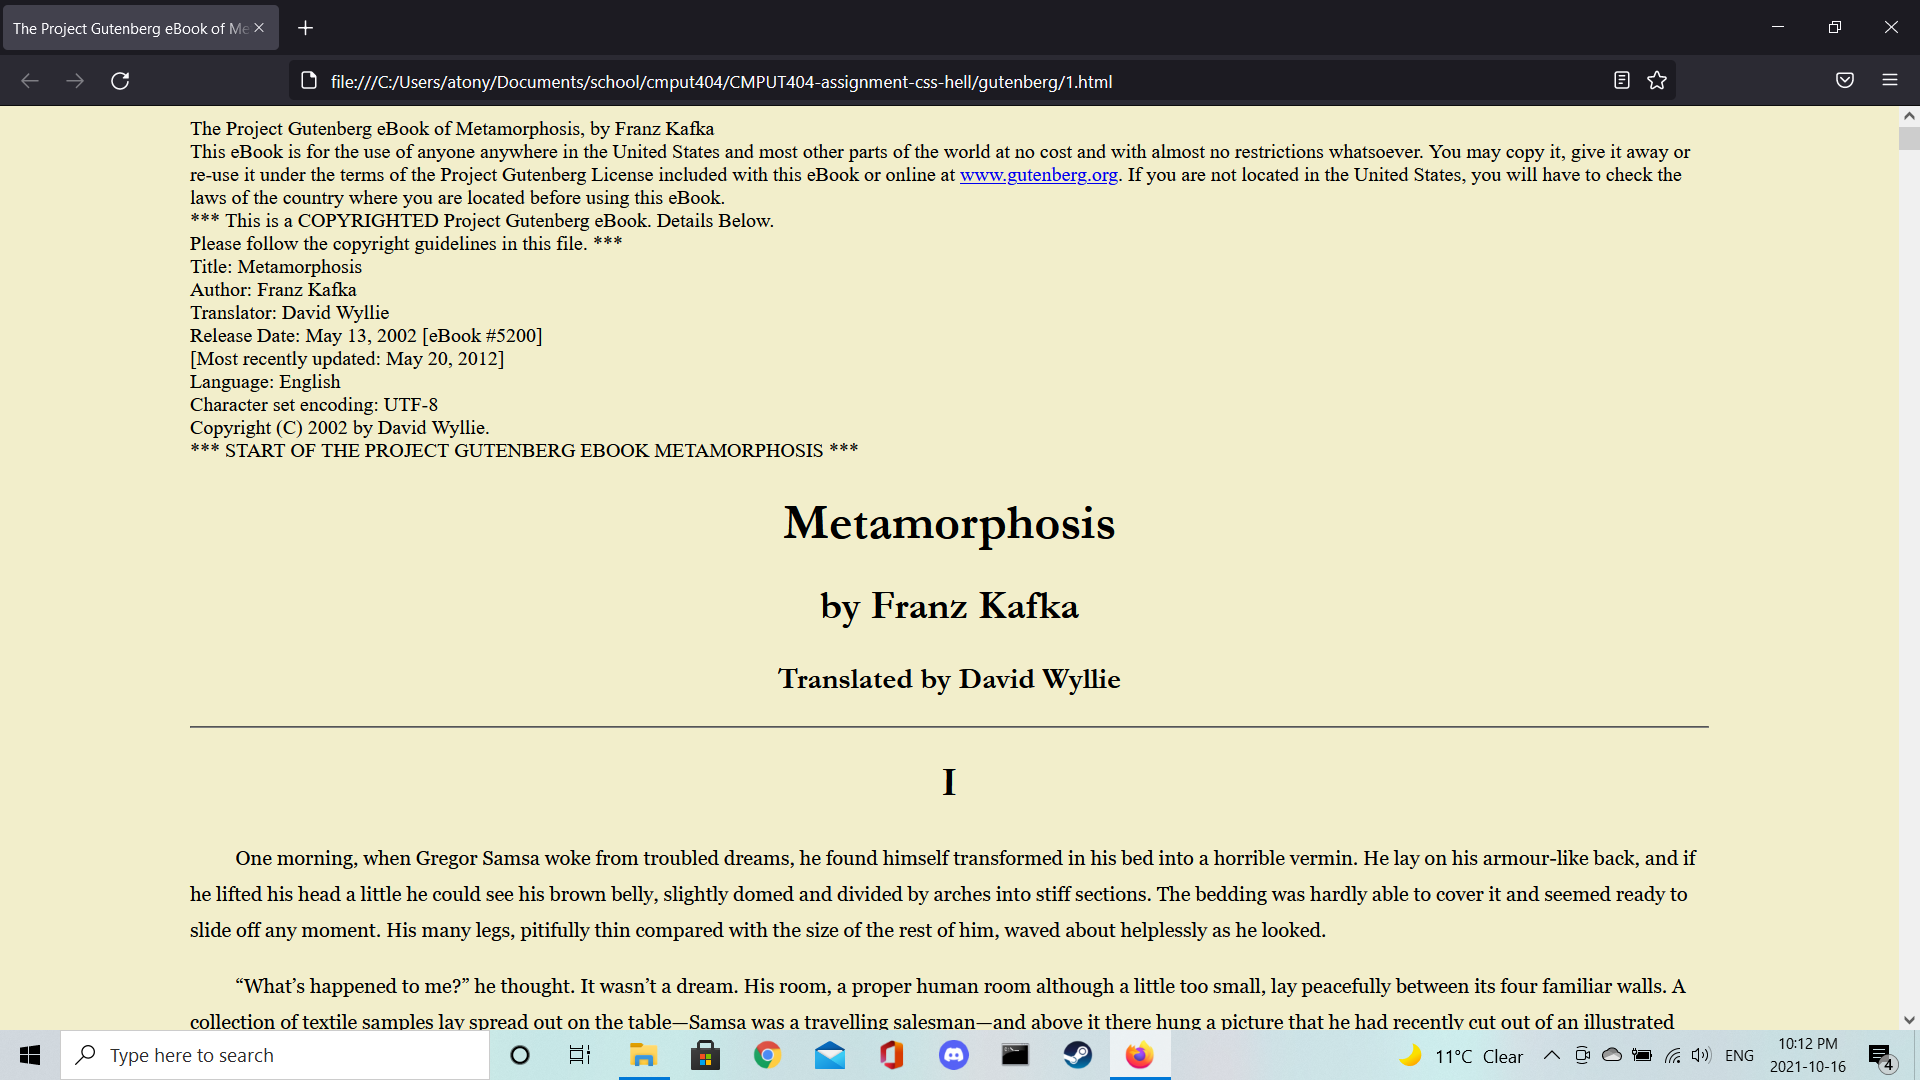 The Project Gutenberg eBook of Me
file:///C:/Users/atony/Documents/school/cmput404/CMPUT404-assignment-css-hell/gutenberg/1.html
The Project Gutenberg eBook of Metamorphosis, by Franz Kafka
This eBook is for the use of anyone anywhere in the United States and most other parts of the world at no cost and with almost no restrictions whatsoever. You may copy it, give it away or
re-use it under the terms of the Project Gutenberg License included with this eBook or online at www.gutenberg.org. If you are not located in the United States, you will have to check the
laws of the country where you are located before using this eBook.
*** This is a COPYRIGHTED Project Gutenberg eBook. Details Below.
Please follow the copyright guidelines in this file. ***
Title: Metamorphosis
Author: Franz Kafka
Translator: David Wyllie
Release Date: May 13, 2002 [eBook #5200]
[Most recently updated: May 20, 2012]
Language: English
Character set encoding: UTF-8
Copyright (C) 2002 by David Wyllie.
*** START OF THE PROJECT GUTENBERG EBOOK METAMORPHOSIS ***
Metamorphosis
by Franz Kafka
Translated by David Wyllie
I
One morning, when Gregor Samsa woke from troubled dreams, he found himself transformed in his bed into a horrible vermin. He lay on his armour-like back, and if
he lifted his head a little he could see his brown belly, slightly domed and divided by arches into stiff sections. The bedding was hardly able to cover it and seemed ready to
slide off any moment. His many legs, pitifully thin compared with the size of the rest of him, waved about helplessly as he looked.
“What’s happened to me?” he thought. It wasn’t a dream. His room, a proper human room although a little too small, lay peacefully between its four familiar walls. A
collection of textile samples lay spread out on the table—Samsa was a travelling salesman—and above it there hung a picture that he had recently cut out of an illustrated
Type here to search
11°C Clear
ENG
10:12 PM
2021-10-16
4